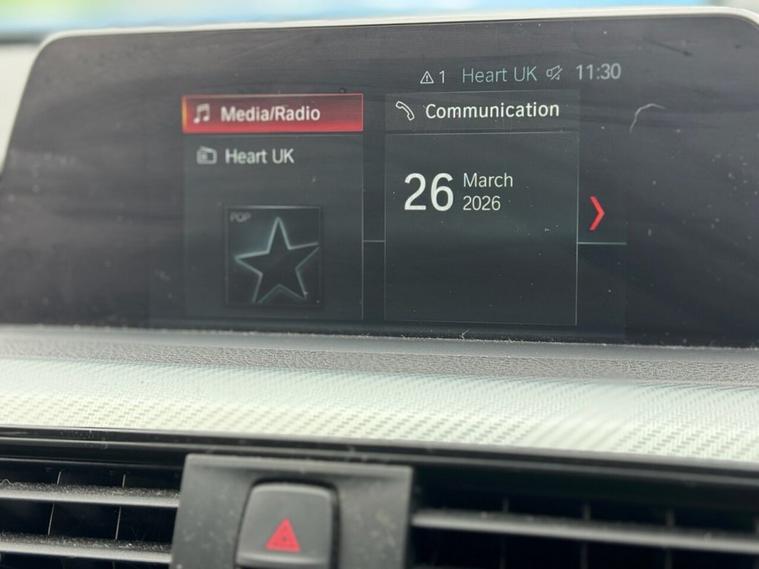 1 Heart UK 11:30
Media/Radio
Communication
Heart UK
26 March
2026
POP